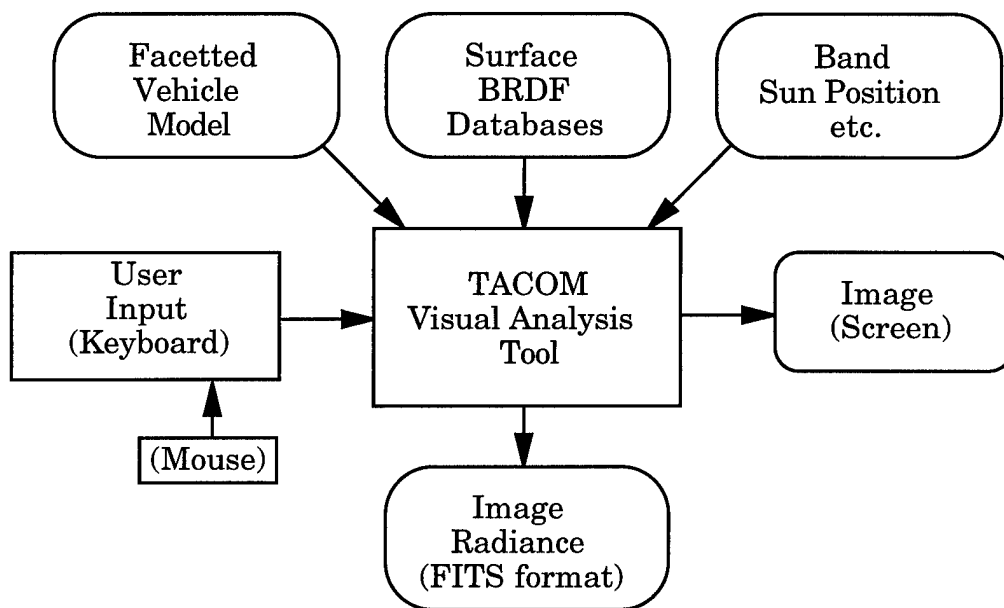 Facetted
Vehicle
Model
Surface
BRDF
Databases
Band
Sun Position
etc.
User
Input
(Keyboard)
(Mouse)
TACOM
Visual Analysis
Tool
Image
(Screen)
Image
Radiance
(FITS format)